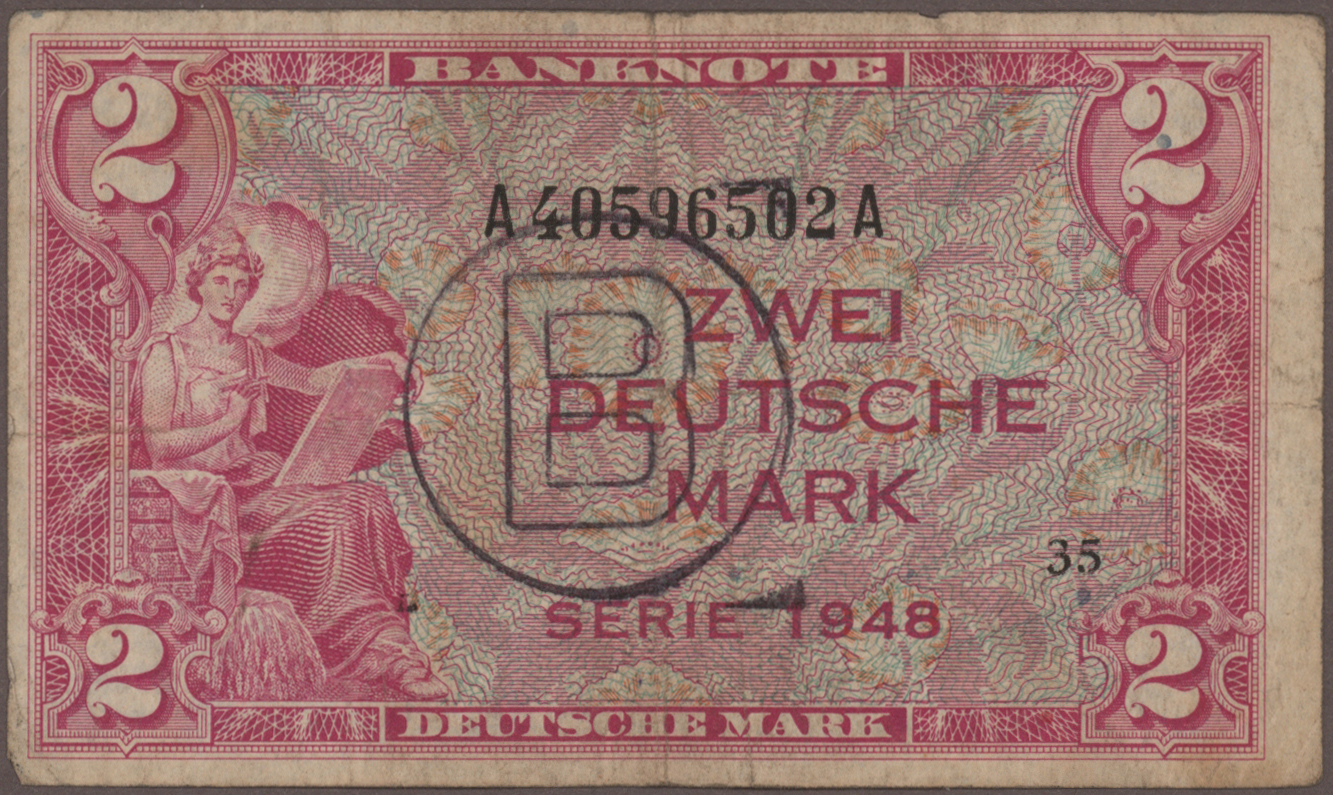 2 BANKNOTE 2
A40596502A
B
ZWEI
DEUTSCHE
MARK
35
SERIE 1948
2 DEUTSCHE MARK 2